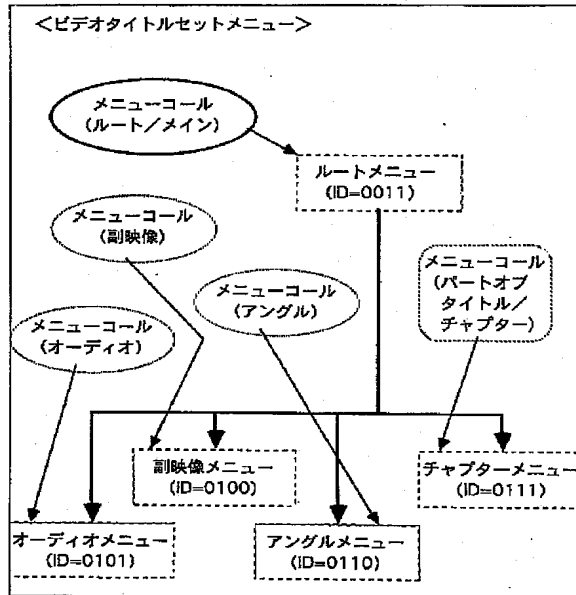 <ビデオタイトルセットメニュー>
メニューコール
(ルート/メイン)
ルートメニュー
(ID=0011)
メニューコール
(副映像)
メニューコール
(アングル)
メニューコール
(パートオブ
タイトル/
チャプター)
メニューコール
(オーディオ)
副映像メニュー
(ID=0100)
チャプターメニュー
(ID=0111)
オーディオメニュー
(ID=0101)
アングルメニュー
(ID=0110)